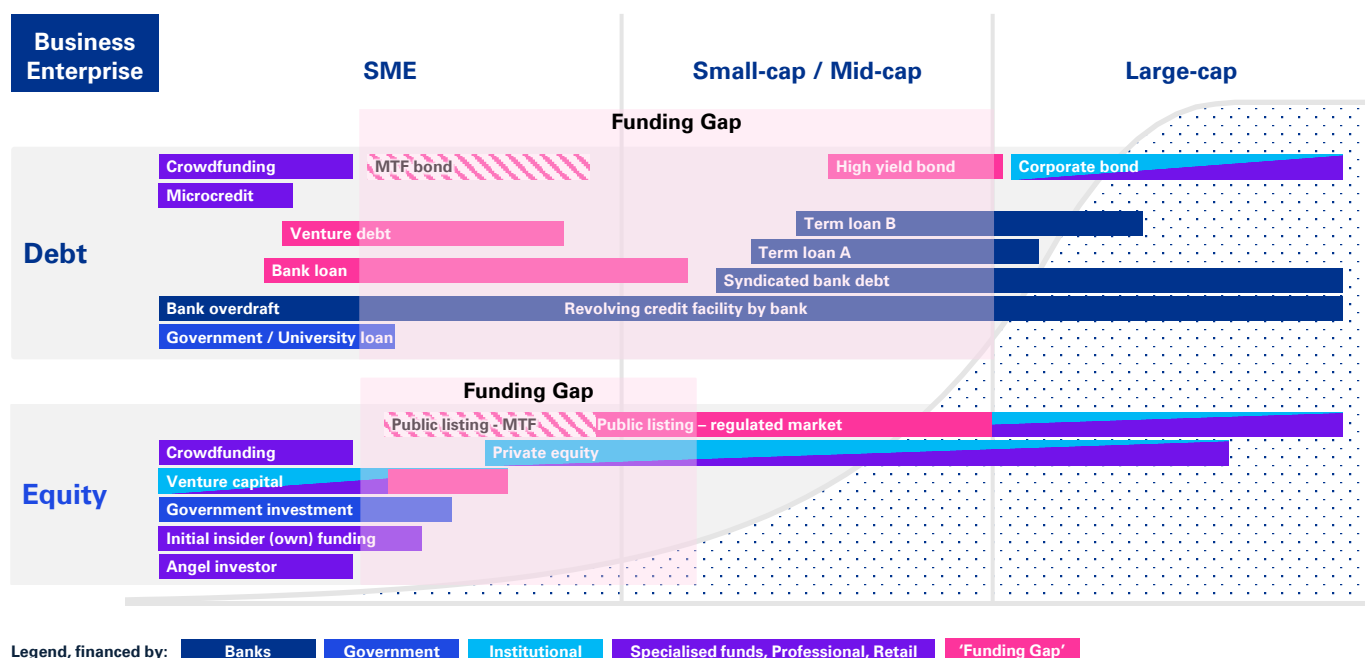 Business
Enterprise
SME
Small-cap / Mid-cap
Large-cap
Funding Gap
Debt
Crowdfunding
MTF bond
High yield bond
Corporate bond
Microcredit
Term loan B
Venture debt
Term loan A
Bank loan
Syndicated bank debt
Bank overdraft
Revolving credit facility by bank
Government / University loan
Funding Gap
Equity
Public listing - MTF
Public listing – regulated market
Crowdfunding
Private equity
Venture capital
Government investment
Initial insider (own) funding
Angel investor
Legend, financed by:
Banks
Government
Institutional
Specialised funds, Professional, Retail
'Funding Gap'